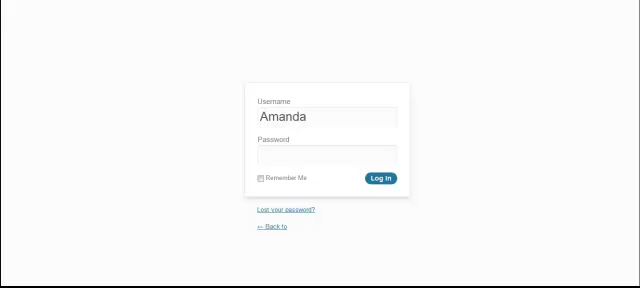 Username
Amanda
Password
Remember Me
Log In
Lost your password?
← Back to